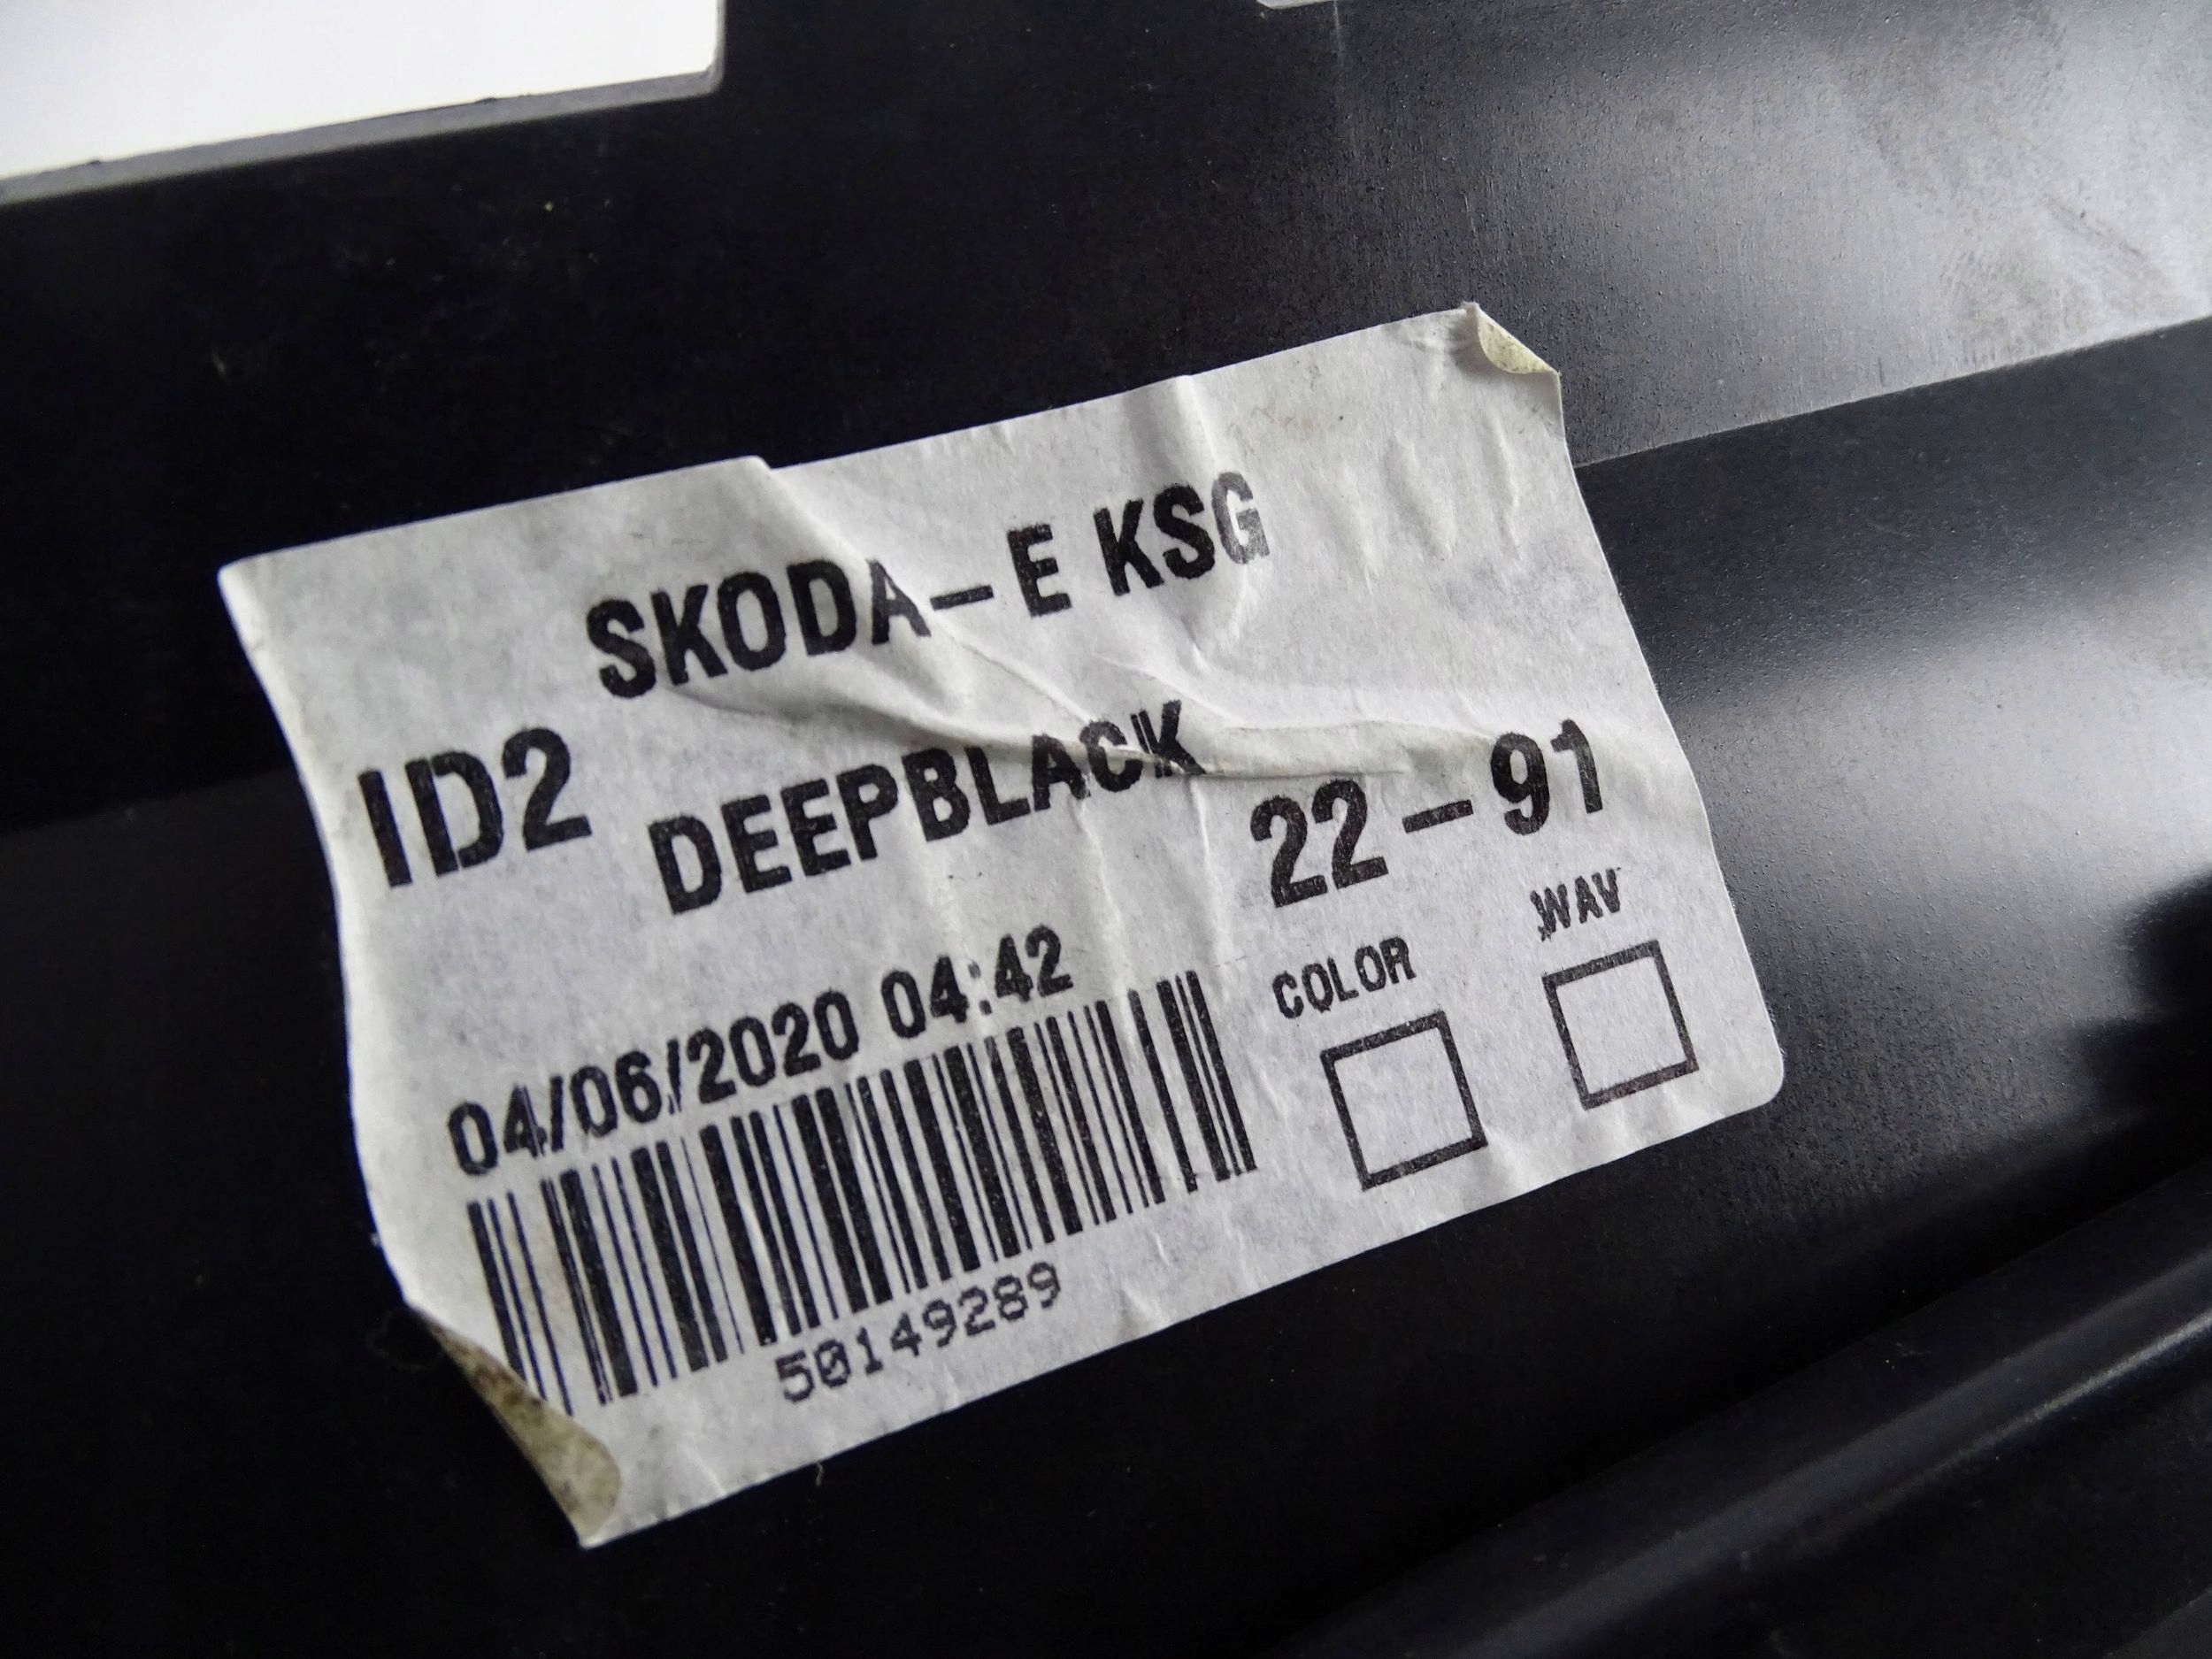 SKODA-E KSG
ID2 DEEPBLACK 22-91
04/06/2020 04:42
COLOR WAV
50149289